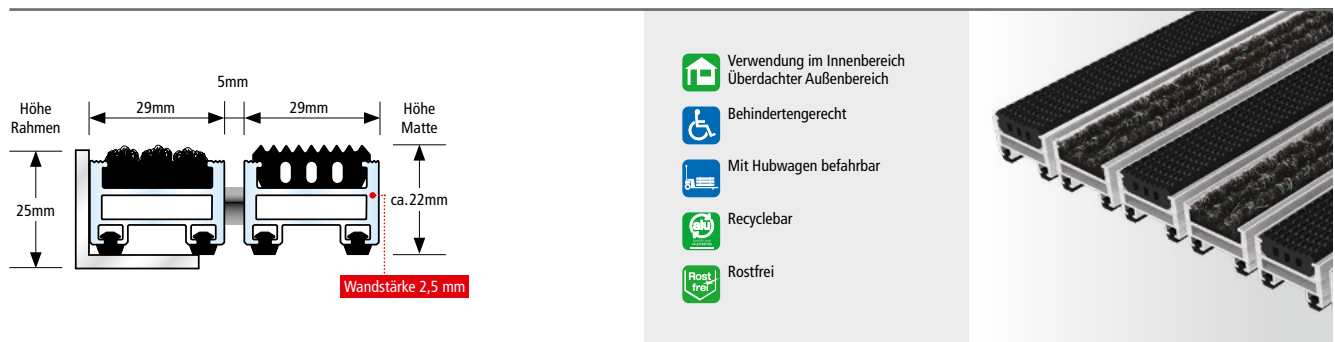 5mm
Höhe
Rahmen
29mm
29mm
Höhe
Matte
25mm
ca.22mm
Wandstärke 2,5 mm
Verwendung im Innenbereich
Überdachter Außenbereich
Behindertengerecht
Mit Hubwagen befahrbar
alu
Recyclebar
Rost
frei
Rostfrei